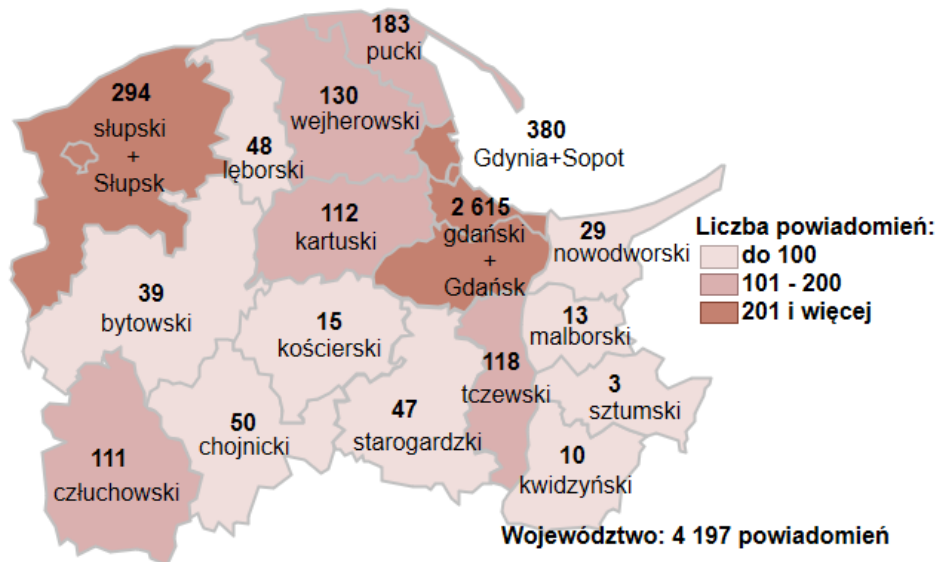 183
pucki
294
słupski
+
Słupsk
130
wejherowski
48
lęborski
380
Gdynia+Sopot
112
kartuski
2 615
gdański
+
Gdańsk
29
nowodworski
Liczba powiadomień:
do 100
101 - 200
201 i więcej
39
bytowski
15
kościerski
13
malborski
118
tczewski
3
sztumski
111
człuchowski
50
chojnicki
47
starogardzki
10
kwidzyński
Województwo: 4 197 powiadomień